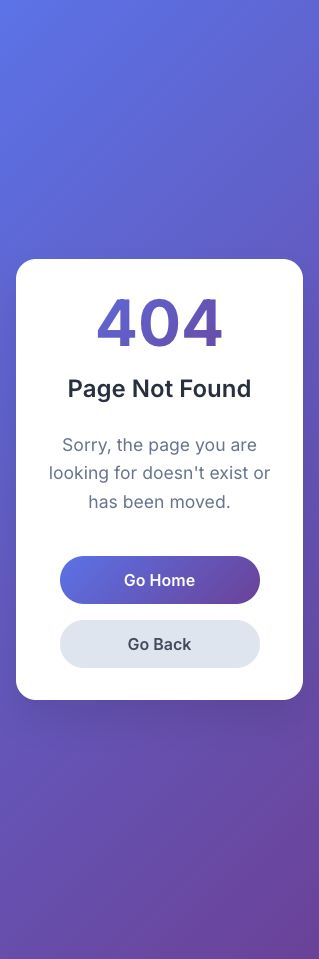 404
Page Not Found
Sorry, the page you are
looking for doesn't exist or
has been moved.
Go Home
Go Back